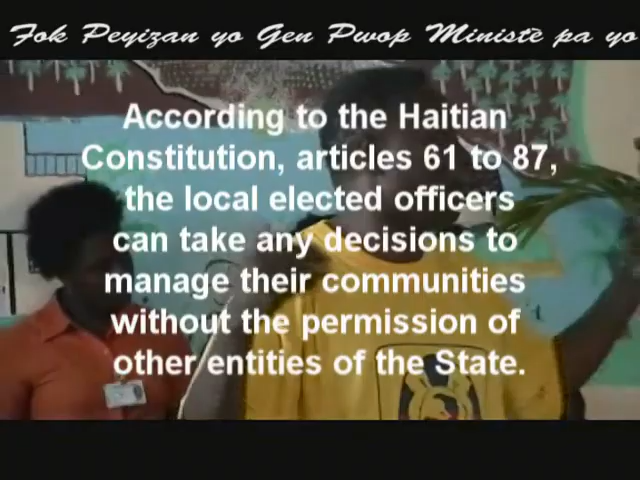 Fok Peyizan yo Gen Pwop Ministè pa yo
According to the Haitian
Constitution, articles 61 to 87,
the local elected officers
can take any decisions to
manage their communities
without the permission of
other entities of the State.